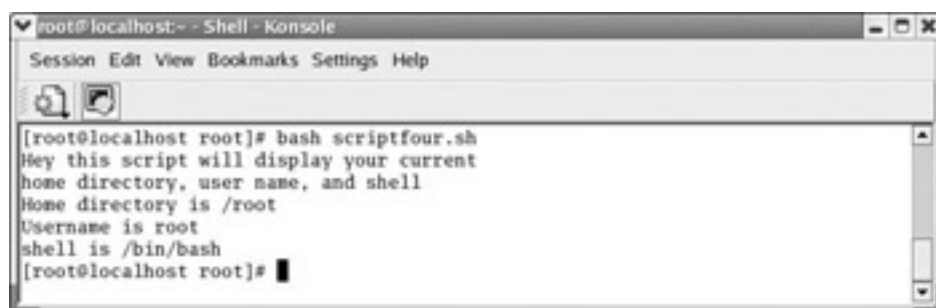 root@localhost:~ - Shell - Konsole
Session Edit View Bookmarks Settings Help
[root@localhost root]# bash scriptfour.sh
Hey this script will display your current
home directory, user name, and shell
Home directory is /root
Username is root
shell is /bin/bash
[root@localhost root]#